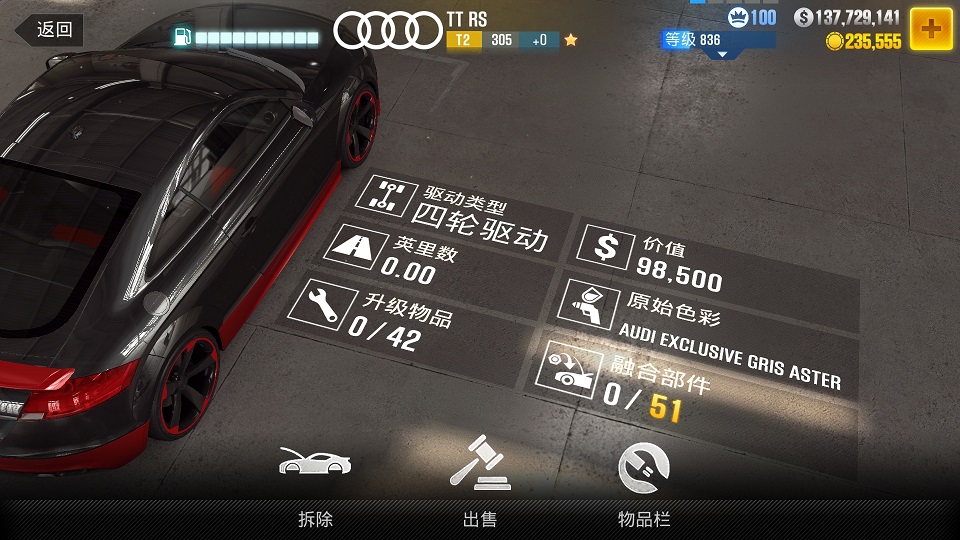 返回
TT RS
T2 305 +0
100
137,729,141
等级 836
235,555
驱动类型
四轮驱动
英里数
0.00
升级物品
0/42
价值
98,500
原始色彩
AUDI EXCLUSIVE GRIS ASTER
融合部件
0/51
拆除
出售
物品栏